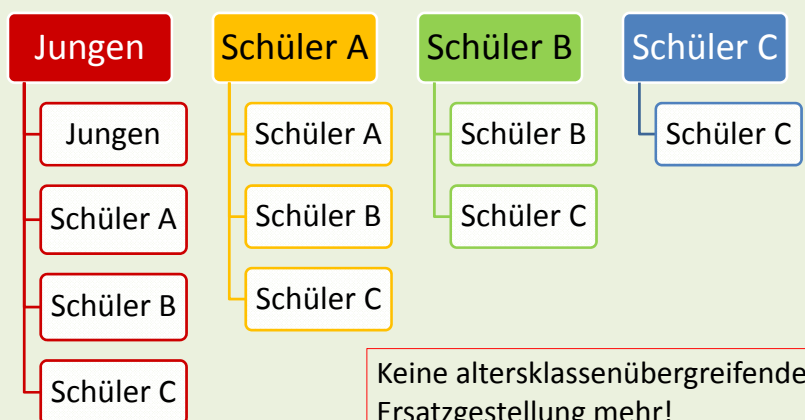 Jungen
Jungen
Schüler A
Schüler B
Schüler C
Schüler A
Schüler A
Schüler B
Schüler C
Schüler B
Schüler B
Schüler C
Schüler C
Schüler C
Keine altersklassenübergreifende
Ersatzgestellung mehr!